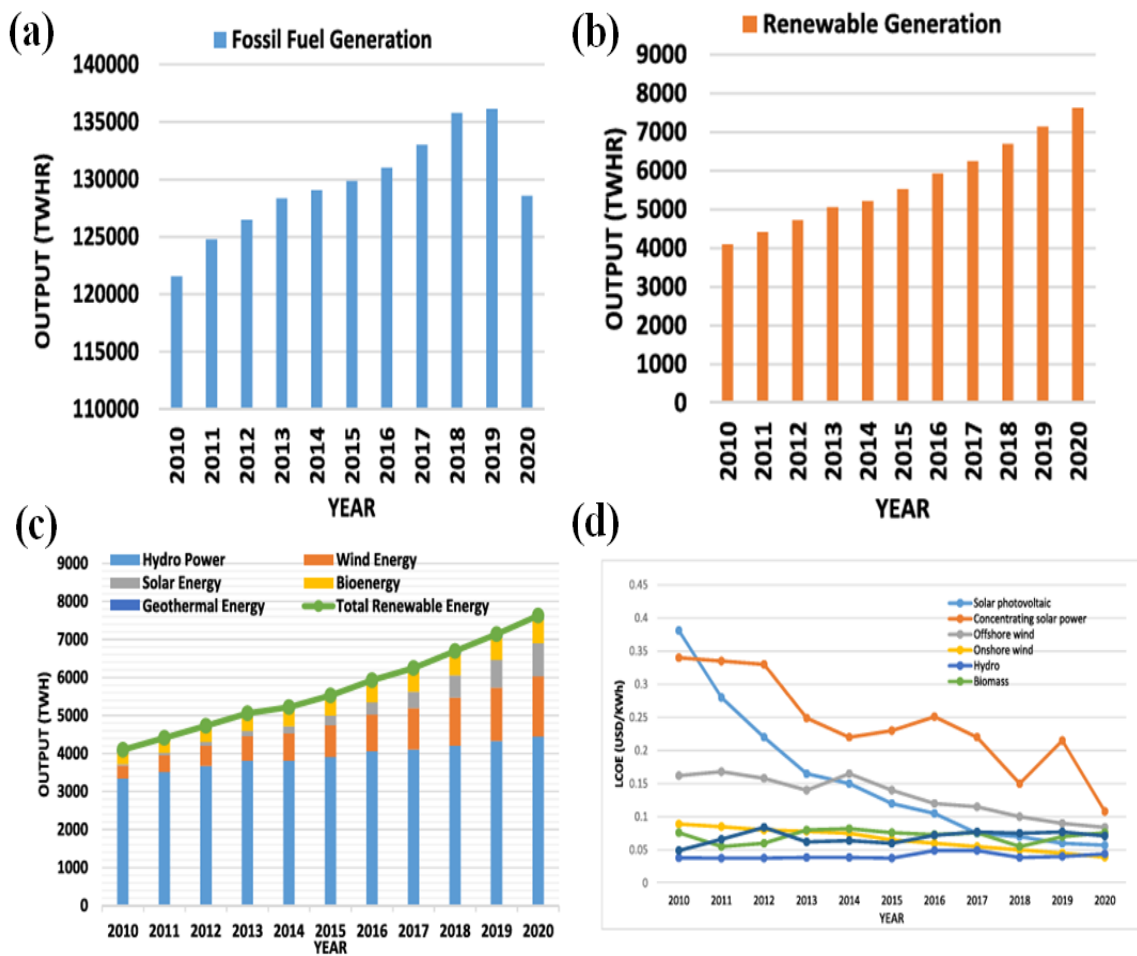 (a)
Fossil Fuel Generation
140000
135000
130000
125000
120000
115000
110000
OUTPUT (TWHR)
2010 2011 2012 2013 2014 2015 2016 2017 2018 2019 2020
YEAR
(b)
Renewable Generation
9000
8000
7000
6000
5000
4000
3000
2000
1000
0
OUTPUT (TWHR)
2010 2011 2012 2013 2014 2015 2016 2017 2018 2019 2020
YEAR
(c)
Hydro Power Wind Energy
Solar Energy Bioenergy
Geothermal Energy Total Renewable Energy
9000
8000
7000
6000
5000
4000
3000
2000
1000
0
OUTPUT (TWH)
2010 2011 2012 2013 2014 2015 2016 2017 2018 2019 2020
YEAR
(d)
Solar photovoltaic
Concentrating solar power
Offshore wind
Onshore wind
Hydro
Biomass
0.45
0.4
0.35
0.3
0.25
0.2
0.15
0.1
0.05
0
LCOE (USD/KWh)
2010 2011 2012 2013 2014 2015 2016 2017 2018 2019 2020
YEAR